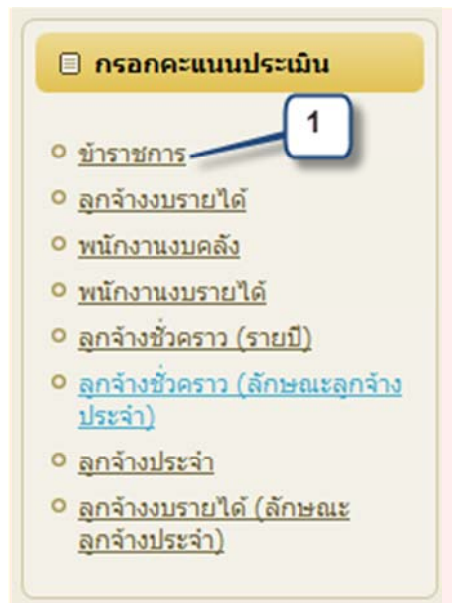 กรอกคะแนนประเมิน
1
ข้าราชการ
ลูกจ้างงบรายได้
พนักงานงบคลัง
พนักงานงบรายได้
ลูกจ้างชั่วคราว (รายปี)
ลูกจ้างชั่วคราว (ลักษณะลูกจ้าง
ประจำ)
ลูกจ้างประจำ
ลูกจ้างงบรายได้ (ลักษณะ
ลูกจ้างประจำ)